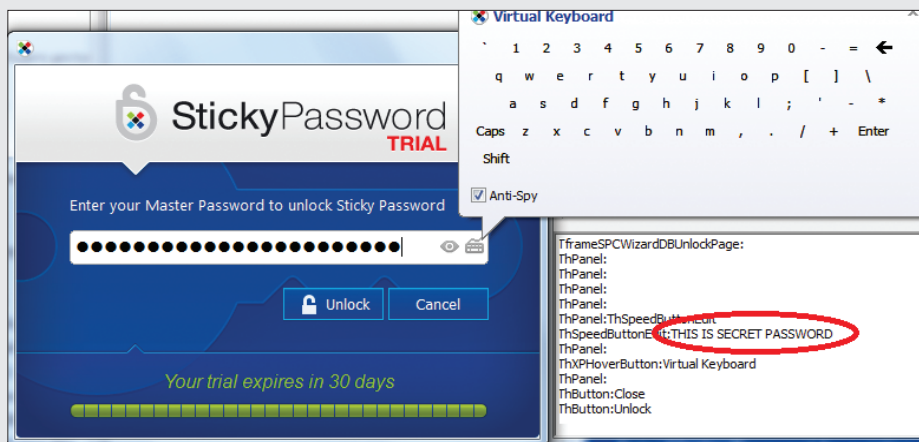 StickyPassword
TRIAL
Enter your Master Password to unlock Sticky Password
●●●●●●●●●●●●●●●●●●●●●●●
Unlock Cancel
Your trial expires in 30 days
Virtual Keyboard
` 1 2 3 4 5 6 7 8 9 0 - = ←
q w e r t y u i o p [ ] \
a s d f g h j k l ; ' - *
Caps z x c v b n m , . / + Enter
Shift
Anti-Spy
TframeSPCWizardDBUnlockPage:
ThPanel:
ThPanel:
ThPanel:
ThPanel:
ThPanel:ThSpeedButtonEdit
ThSpeedButtonEdit:THIS IS SECRET PASSWORD
ThPanel:
ThXPHoverButton:Virtual Keyboard
ThPanel:
ThButton:Close
ThButton:Unlock